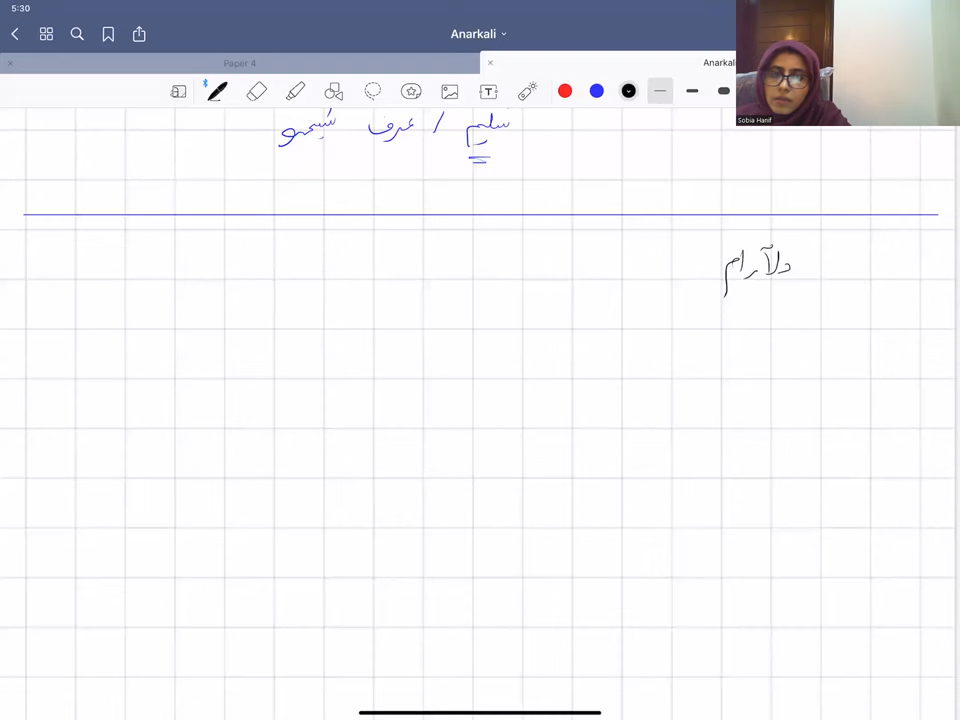 5:30
Anarkali
Paper 4
Anarkali
Sobia Hanif
سلیم / عرف شیخو
دلآرام